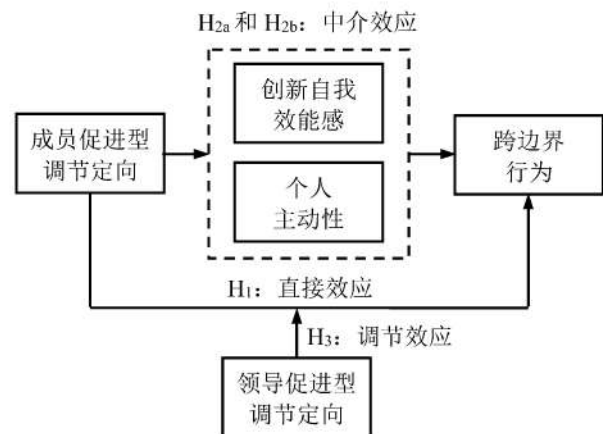 H2a 和 H2b：中介效应
创新自我
效能感
成员促进型
调节定向
跨边界
行为
个人
主动性
H1：直接效应
H3：调节效应
领导促进型
调节定向